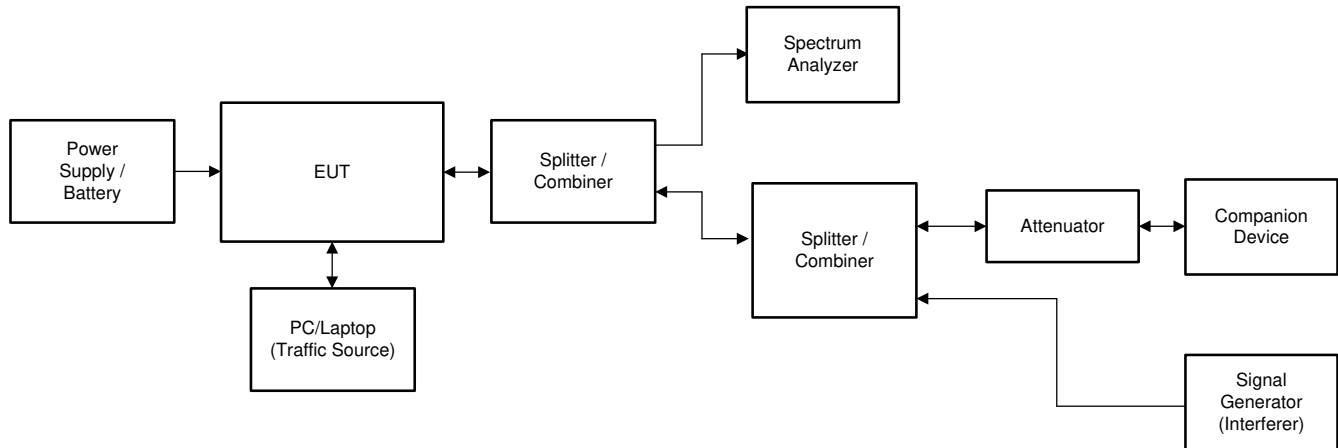 Spectrum
Analyzer
Power
Supply /
Battery
EUT
Splitter /
Combiner
Splitter /
Combiner
Attenuator
Companion
Device
PC/Laptop
(Traffic Source)
Signal
Generator
(Interferer)